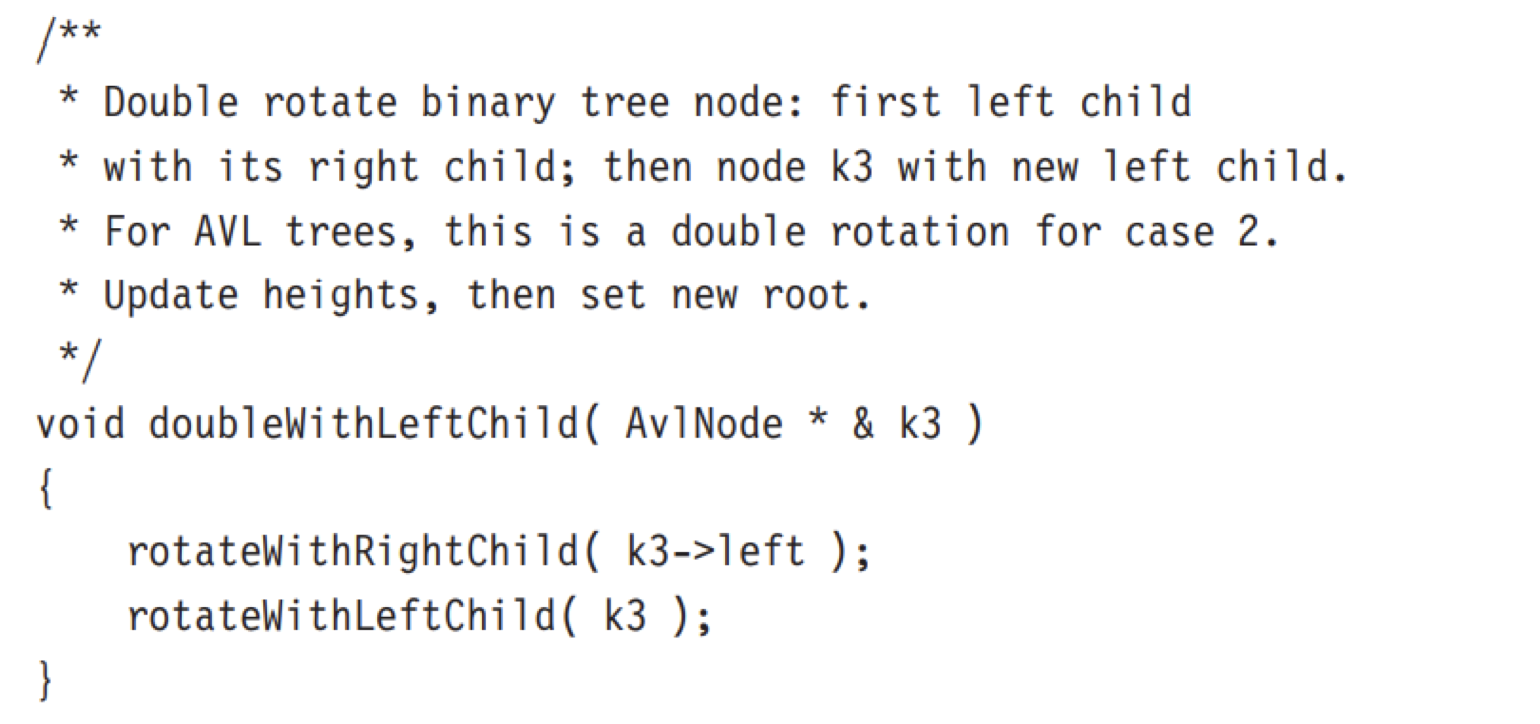 /**
 * Double rotate binary tree node: first left child
 * with its right child; then node k3 with new left child.
 * For AVL trees, this is a double rotation for case 2.
 * Update heights, then set new root.
 */
void doubleWithLeftChild( AvlNode * & k3 )
{
    rotateWithRightChild( k3->left );
    rotateWithLeftChild( k3 );
}